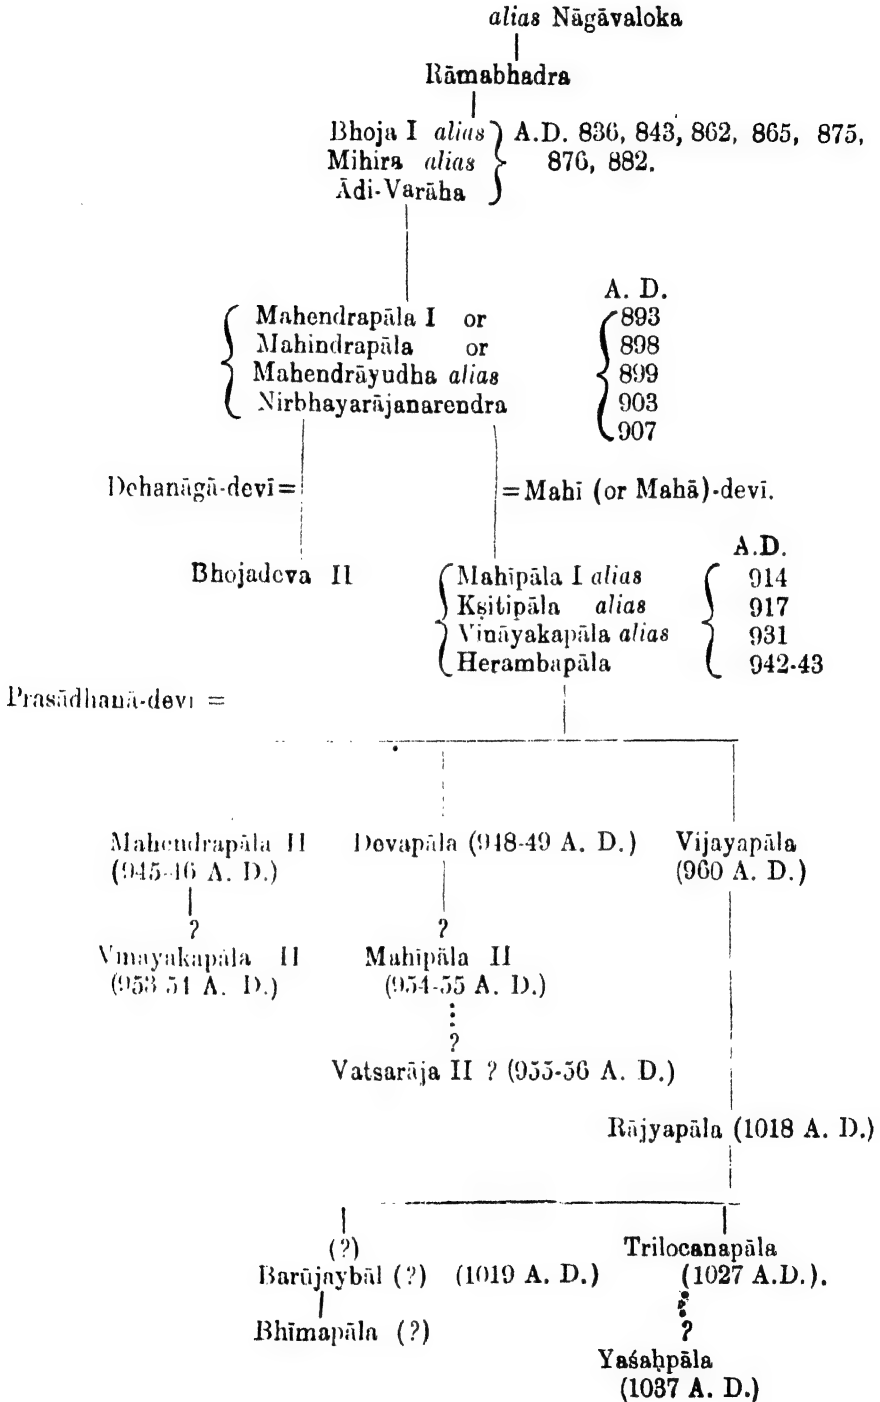 alias Nāgāvaloka
Rāmabhadra
Bhoja I alias } A.D. 836, 843, 862, 865, 875,
Mihira alias 876, 882.
Ādi-Varāha
A. D.
Mahendrapāla I or 893
Mahindrapāla or 898
Mahendrāyudha alias 899
Nirbhayarājanarendra 903
907
Dehanāgā-devī = = Mahī (or Mahā)-devī.
A.D.
Bhojadeva II Mahīpāla I alias 914
Kṣitipāla alias 917
Vināyakapāla alias 931
Herambapāla 942-43
Prasādhanā-devī =
Mahendrapāla II Devapāla (948-49 A. D.) Vijayapāla
(945-46 A. D.) (960 A. D.)
? ?
Vināyakapāla II Mahīpāla II
(953-54 A. D.) (954-55 A. D.)
?
Vatsarāja II ? (955-56 A. D.)
Rājyapāla (1018 A. D.)
(?) Trilocanapāla
Barūjaybāl (?) (1019 A. D.) (1027 A.D.).
Bhīmapāla (?) ?
Yaśaḥpāla
(1037 A. D.)